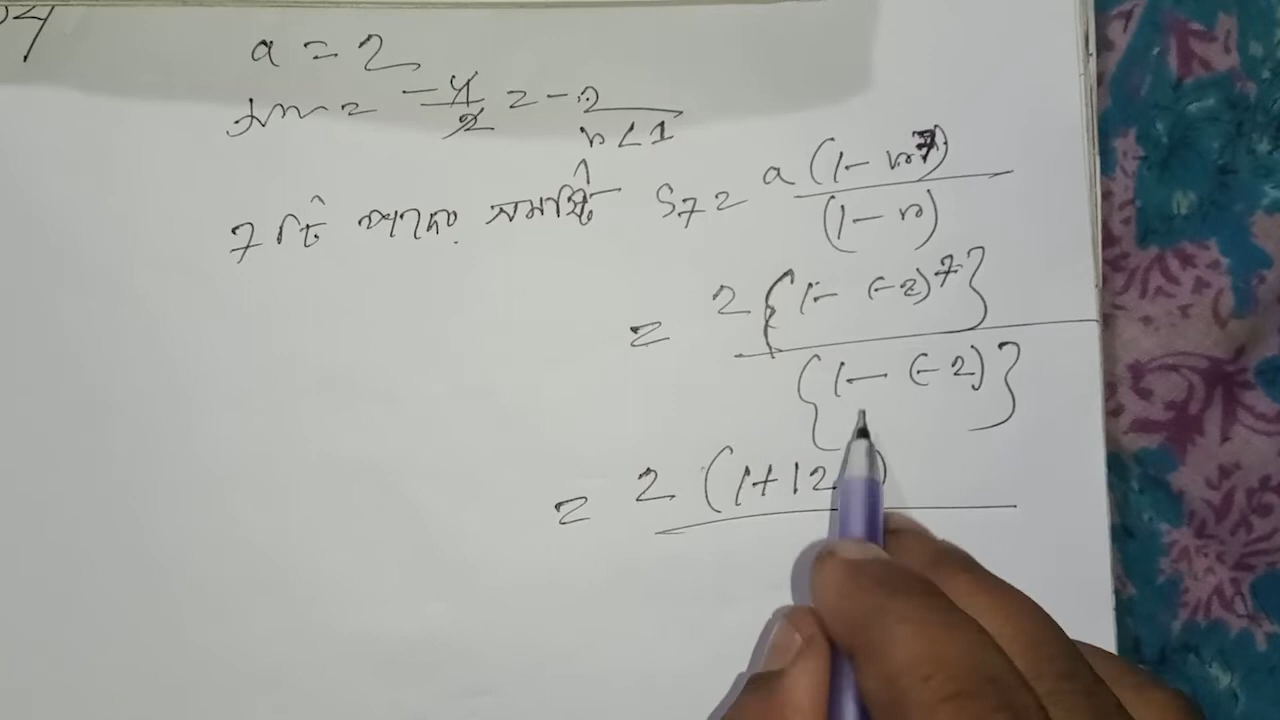 a = 2
= -4/2 = -2
r < 1
7 টি পদের সমষ্টি S7 = a(1-r^7)/(1-r)
= 2{1-(-2)^7}/{1-(-2)}
= 2(1+12